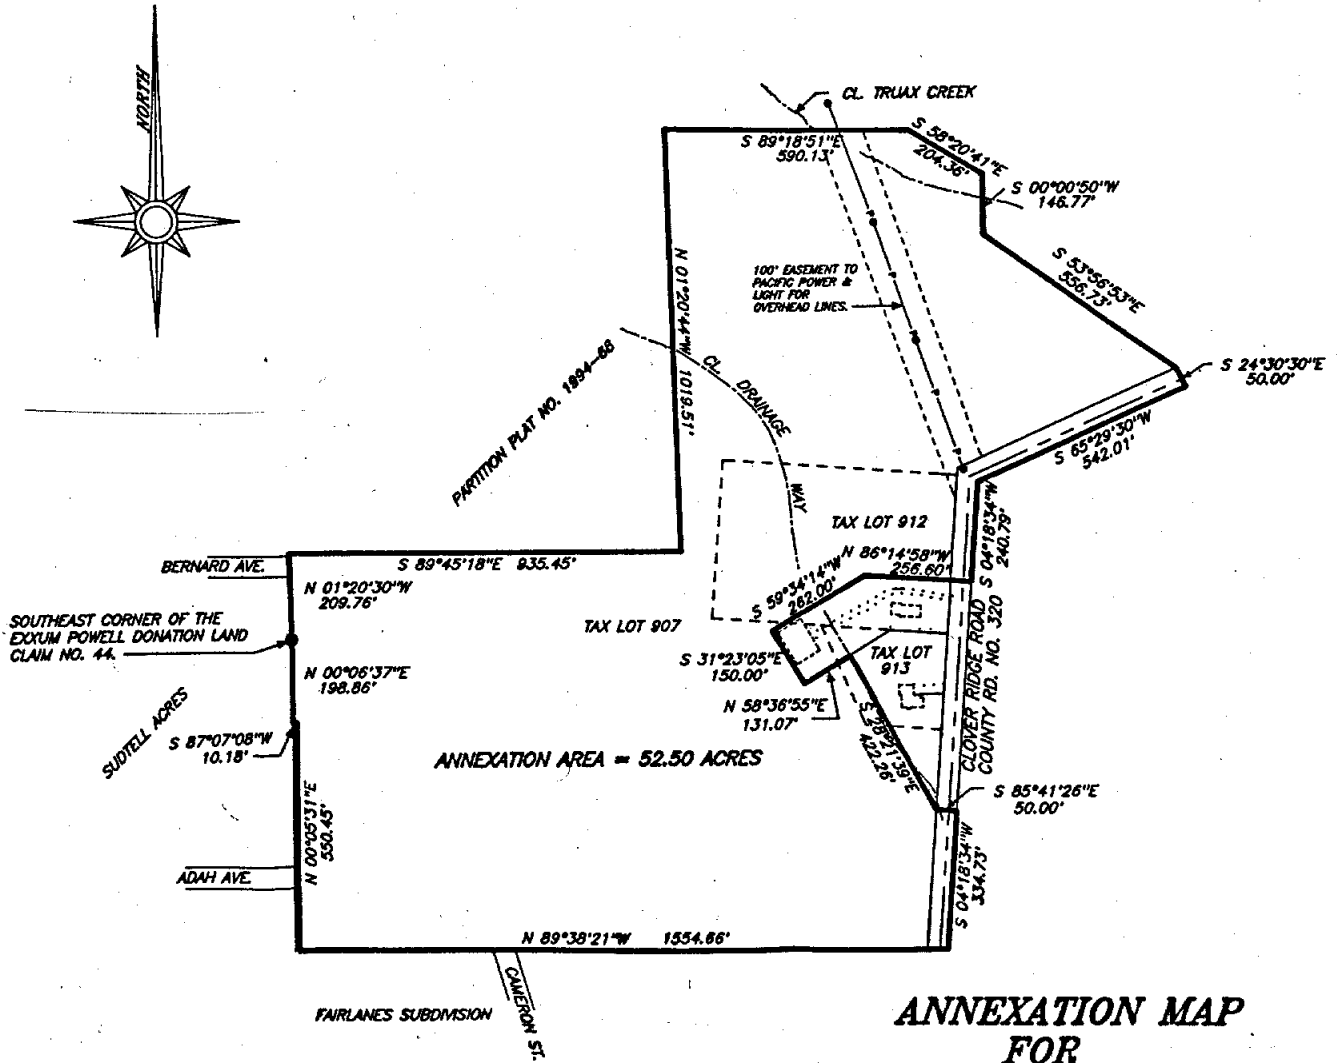 NORTH
CL. TRUAX CREEK
S 89°18'51"E
590.13'
S 58°20'41"E
204.36'
S 00°00'50"W
146.77'
S 53°56'53"E
556.73'
100' EASEMENT TO
PACIFIC POWER &
LIGHT FOR
OVERHEAD LINES.
N 01°20'44"W 1019.51'
S 24°30'30"E
50.00'
S 65°29'30"W
542.01'
PARTITION PLAT NO. 1994-68
CL. DRAINAGE WAY
TAX LOT 912
S 04°18'34"W
240.79'
N 86°14'58"W
256.60'
BERNARD AVE.
S 89°45'18"E 935.45'
N 01°20'30"W
209.76'
S 59°34'14"W
262.00'
SOUTHEAST CORNER OF THE
EXXUM POWELL DONATION LAND
CLAIM NO. 44.
TAX LOT 907
S 31°23'05"E
150.00'
TAX LOT
913
CLOVER RIDGE ROAD
COUNTY RD. NO. 320
N 00°06'37"E
198.86'
N 58°36'55"E
131.07'
SUDTELL ACRES
S 87°07'08"W
10.18'
ANNEXATION AREA = 52.50 ACRES
S 28°21'39"E
422.26'
S 85°41'26"E
50.00'
N 00°05'31"E
550.45'
ADAH AVE.
S 04°18'34"W
334.73'
N 89°38'21"W 1554.66'
CAMERON ST.
FAIRLANES SUBDIVISION
ANNEXATION MAP
FOR